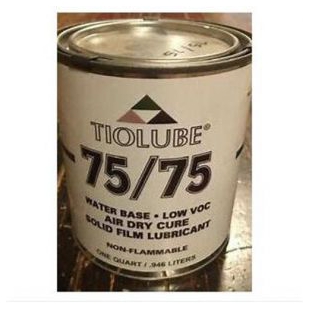 TIOLUBE®
75/75
WATER BASE • LOW VOC
AIR DRY CURE
SOLID FILM LUBRICANT
NON-FLAMMABLE
ONE QUART / .946 LITERS